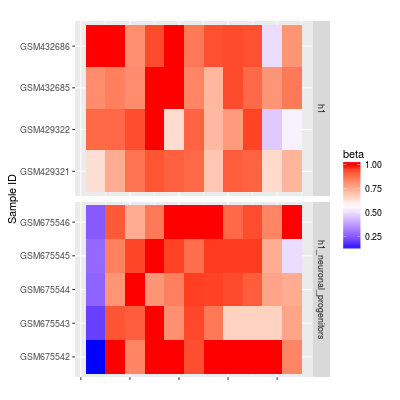 Sample ID
GSM432686
GSM432685
GSM429322
GSM429321
h1
GSM675546
GSM675545
GSM675544
GSM675543
GSM675542
h1_neuronal_progenitors
beta
1.00
0.75
0.50
0.25